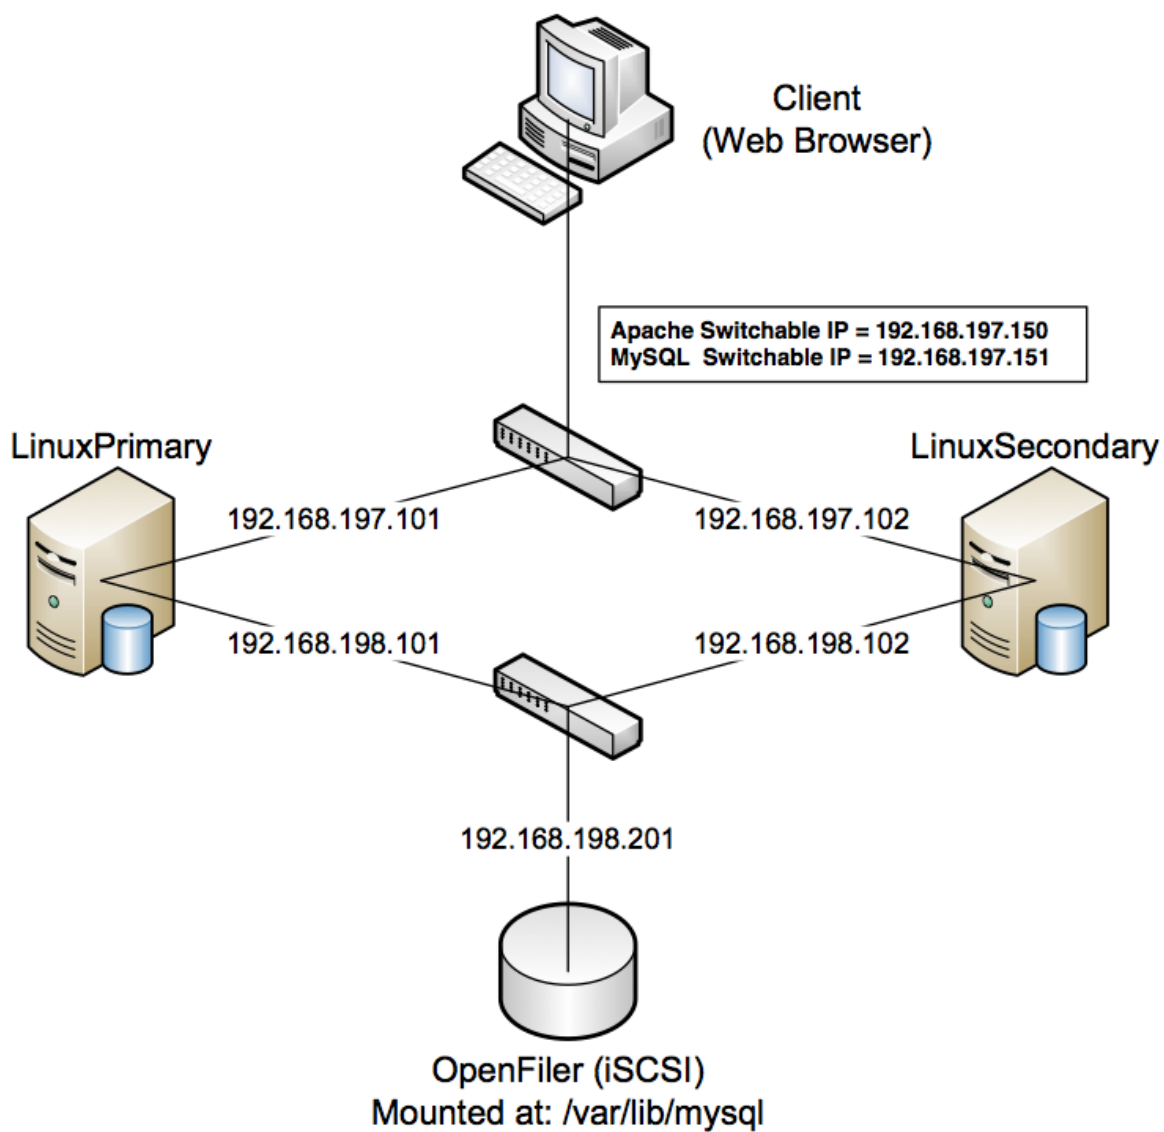 Client
(Web Browser)
Apache Switchable IP = 192.168.197.150
MySQL  Switchable IP = 192.168.197.151
LinuxPrimary
LinuxSecondary
192.168.197.101
192.168.197.102
192.168.198.101
192.168.198.102
192.168.198.201
OpenFiler (iSCSI)
Mounted at: /var/lib/mysql